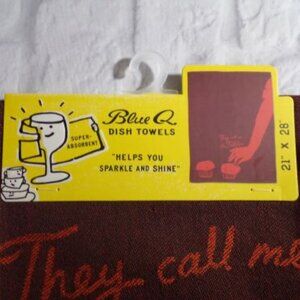 Blue Q.
DISH TOWELS
SUPER-
ABSORBENT
"HELPS YOU
SPARKLE AND SHINE"
21" X 28"
They call me